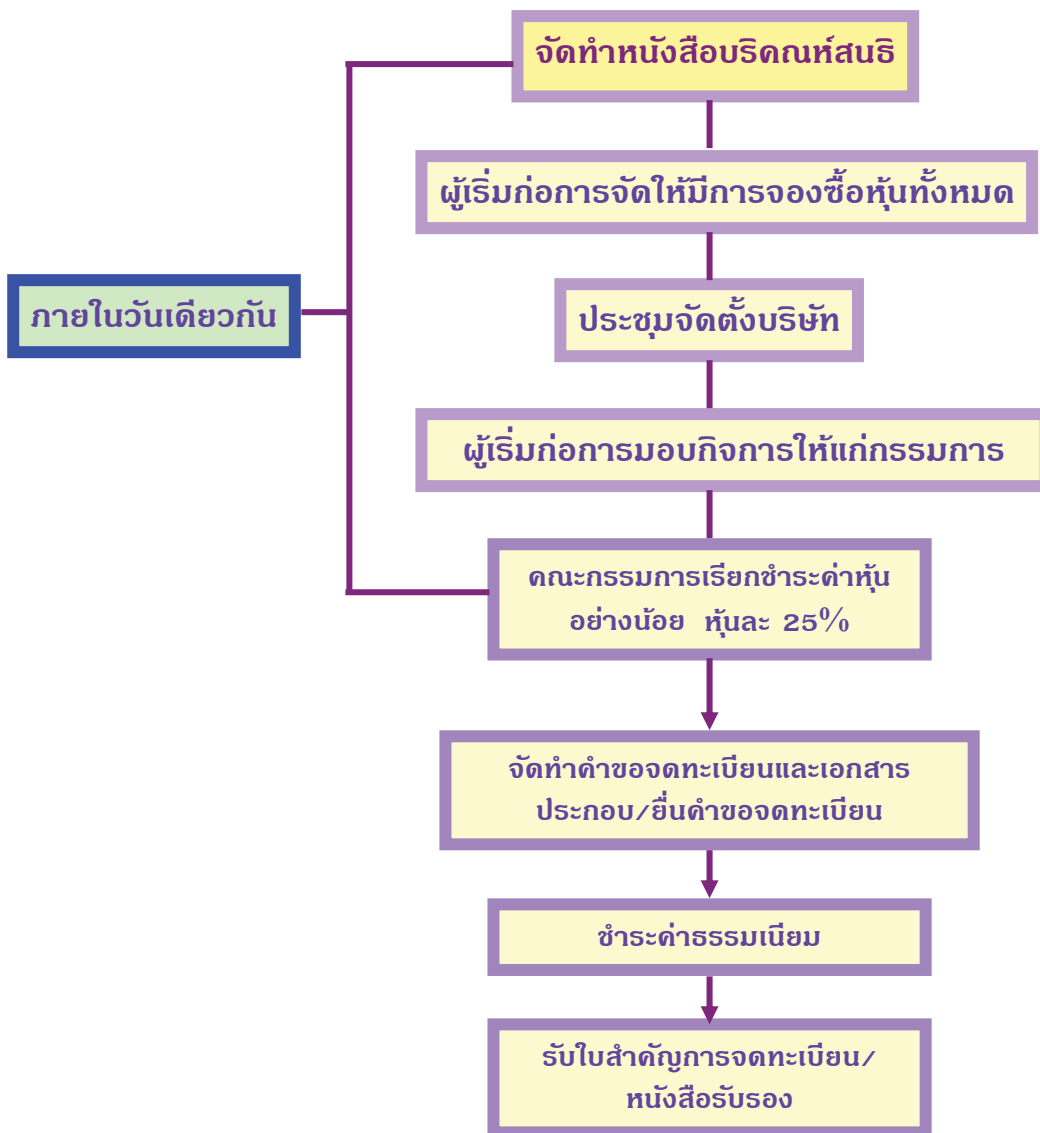 จัดทำหนังสือบริคณห์สนธิ
ผู้เริ่มก่อการจัดให้มีการจองซื้อหุ้นทั้งหมด
ภายในวันเดียวกัน
ประชุมจัดตั้งบริษัท
ผู้เริ่มก่อการมอบกิจการให้แก่กรรมการ
คณะกรรมการเรียกชำระค่าหุ้น
อย่างน้อย หุ้นละ 25%
จัดทำคำขอจดทะเบียนและเอกสาร
ประกอบ/ยื่นคำขอจดทะเบียน
ชำระค่าธรรมเนียม
รับใบสำคัญการจดทะเบียน/
หนังสือรับรอง